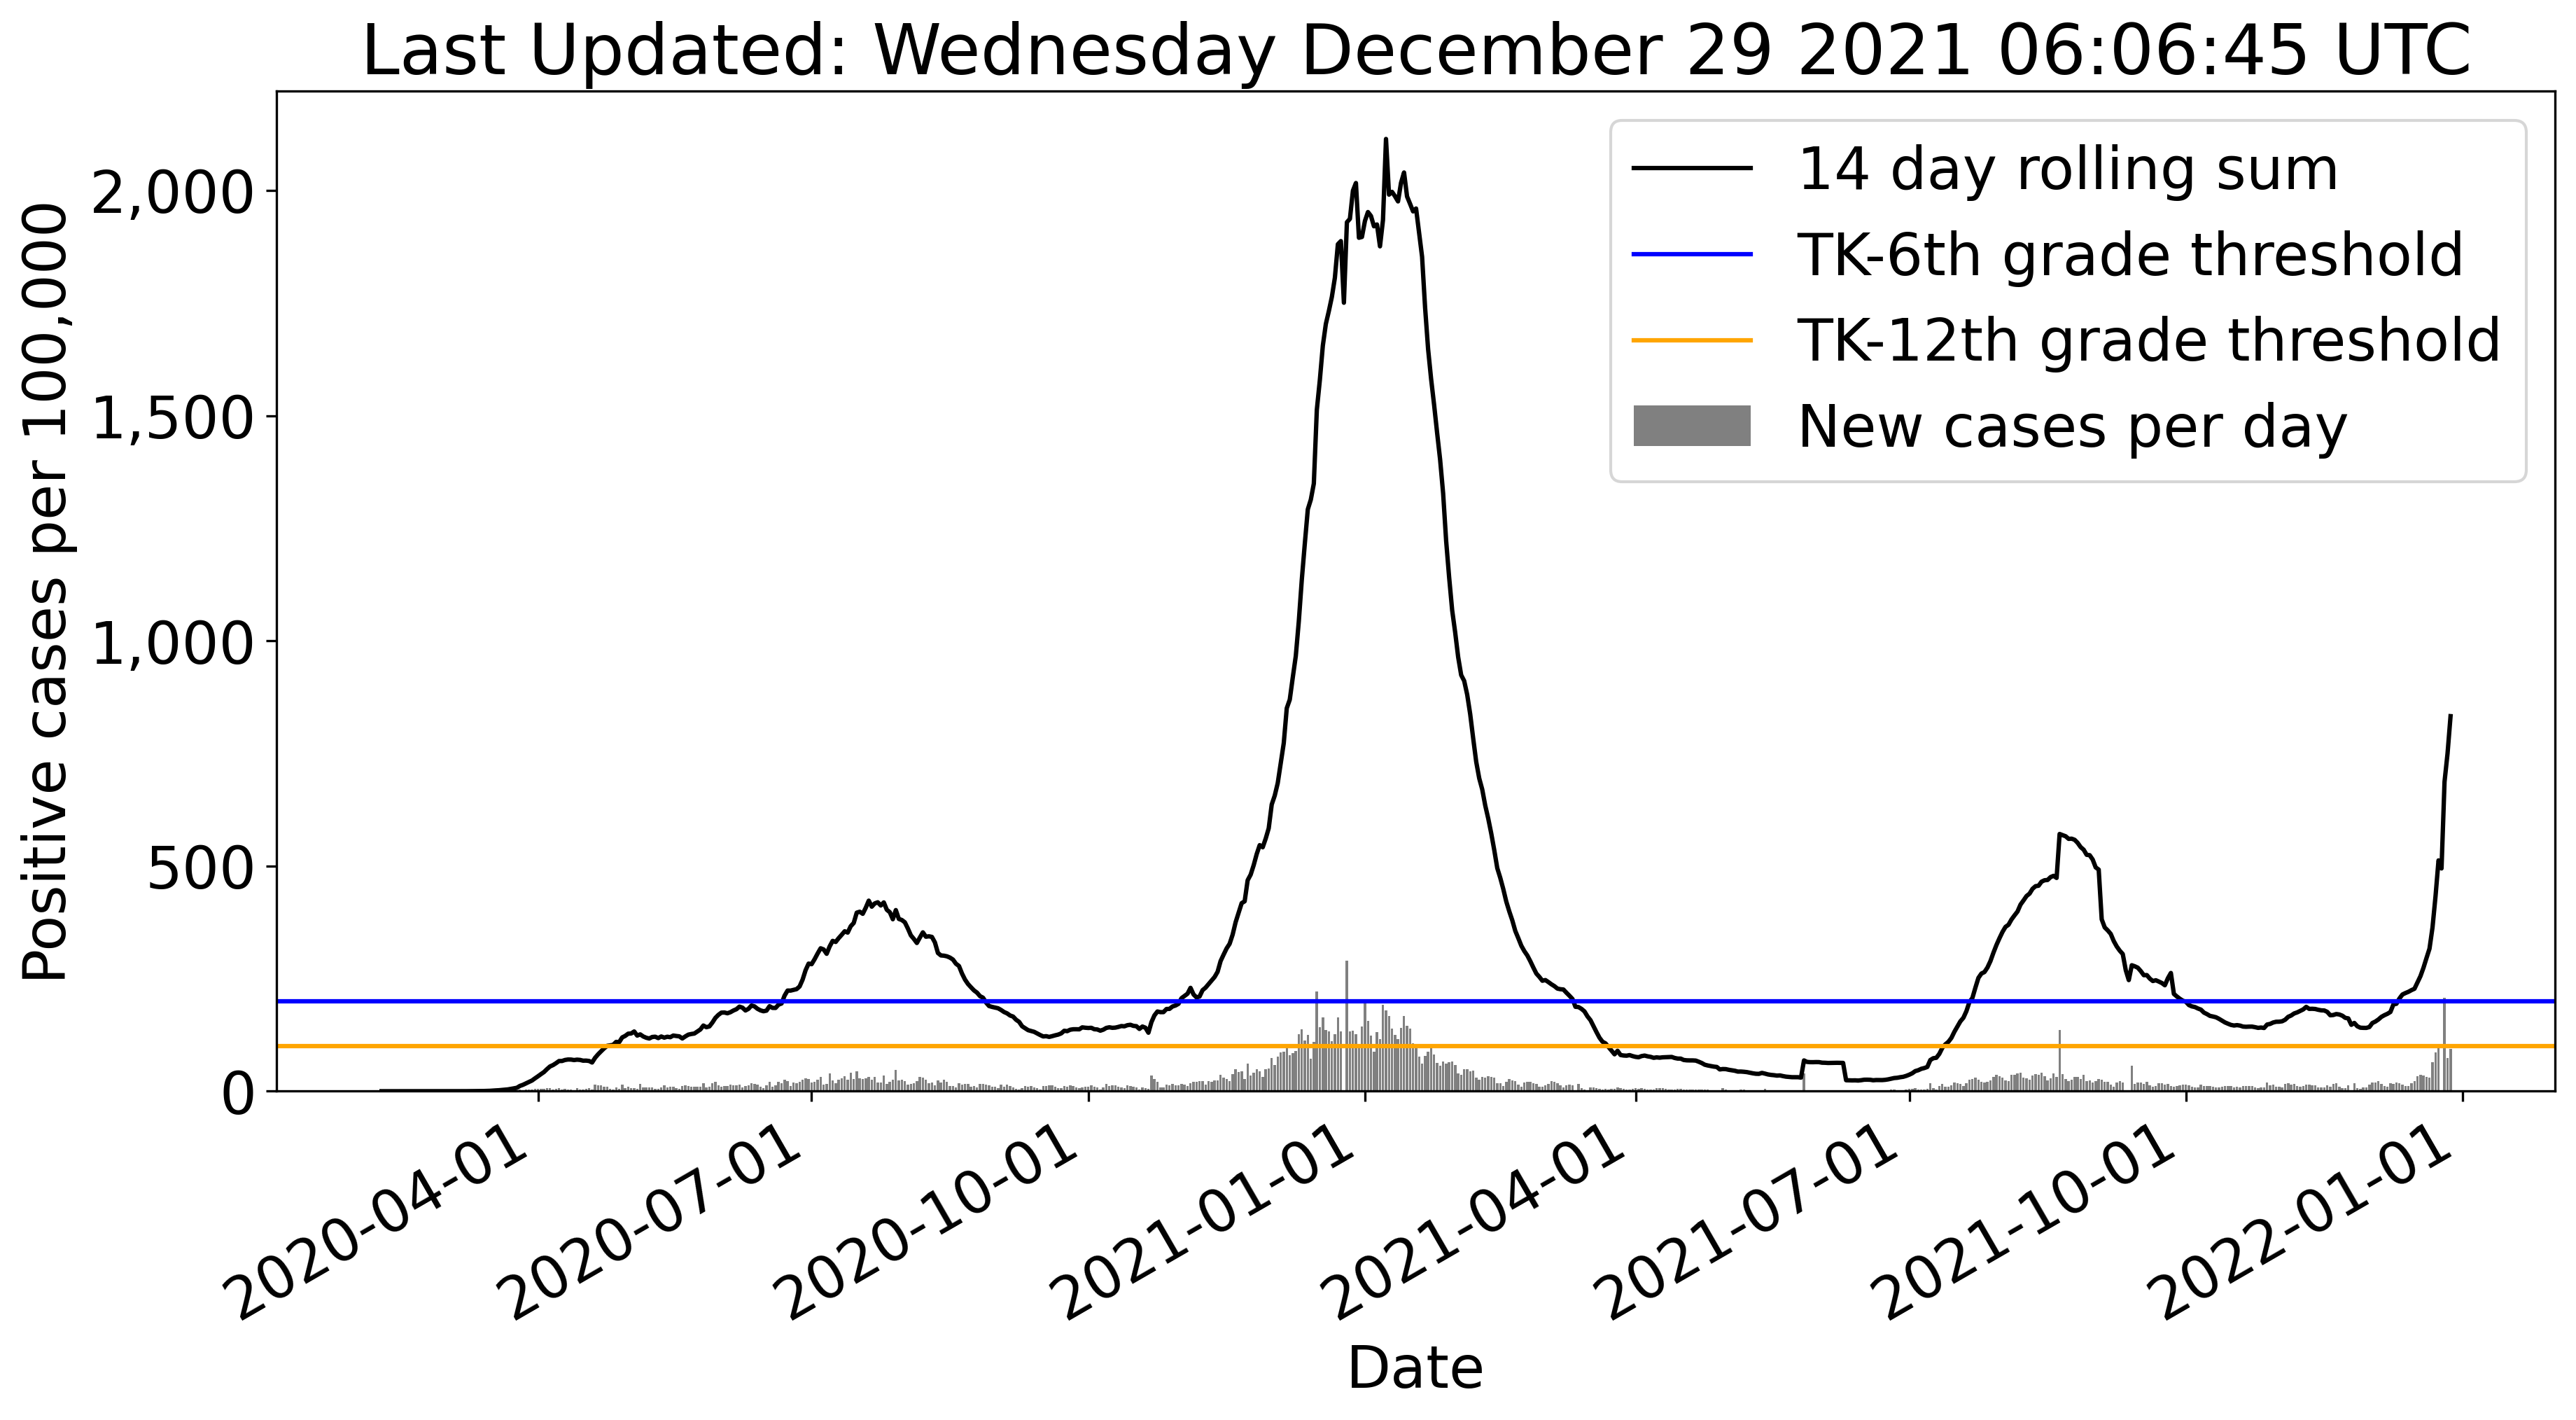 Last Updated: Wednesday December 29 2021 06:06:45 UTC
Positive cases per 100,000
2,000
1,500
1,000
500
0
14 day rolling sum
TK-6th grade threshold
TK-12th grade threshold
New cases per day
2020-04-01
2020-07-01
2020-10-01
2021-01-01
2021-04-01
2021-07-01
2021-10-01
2022-01-01
Date